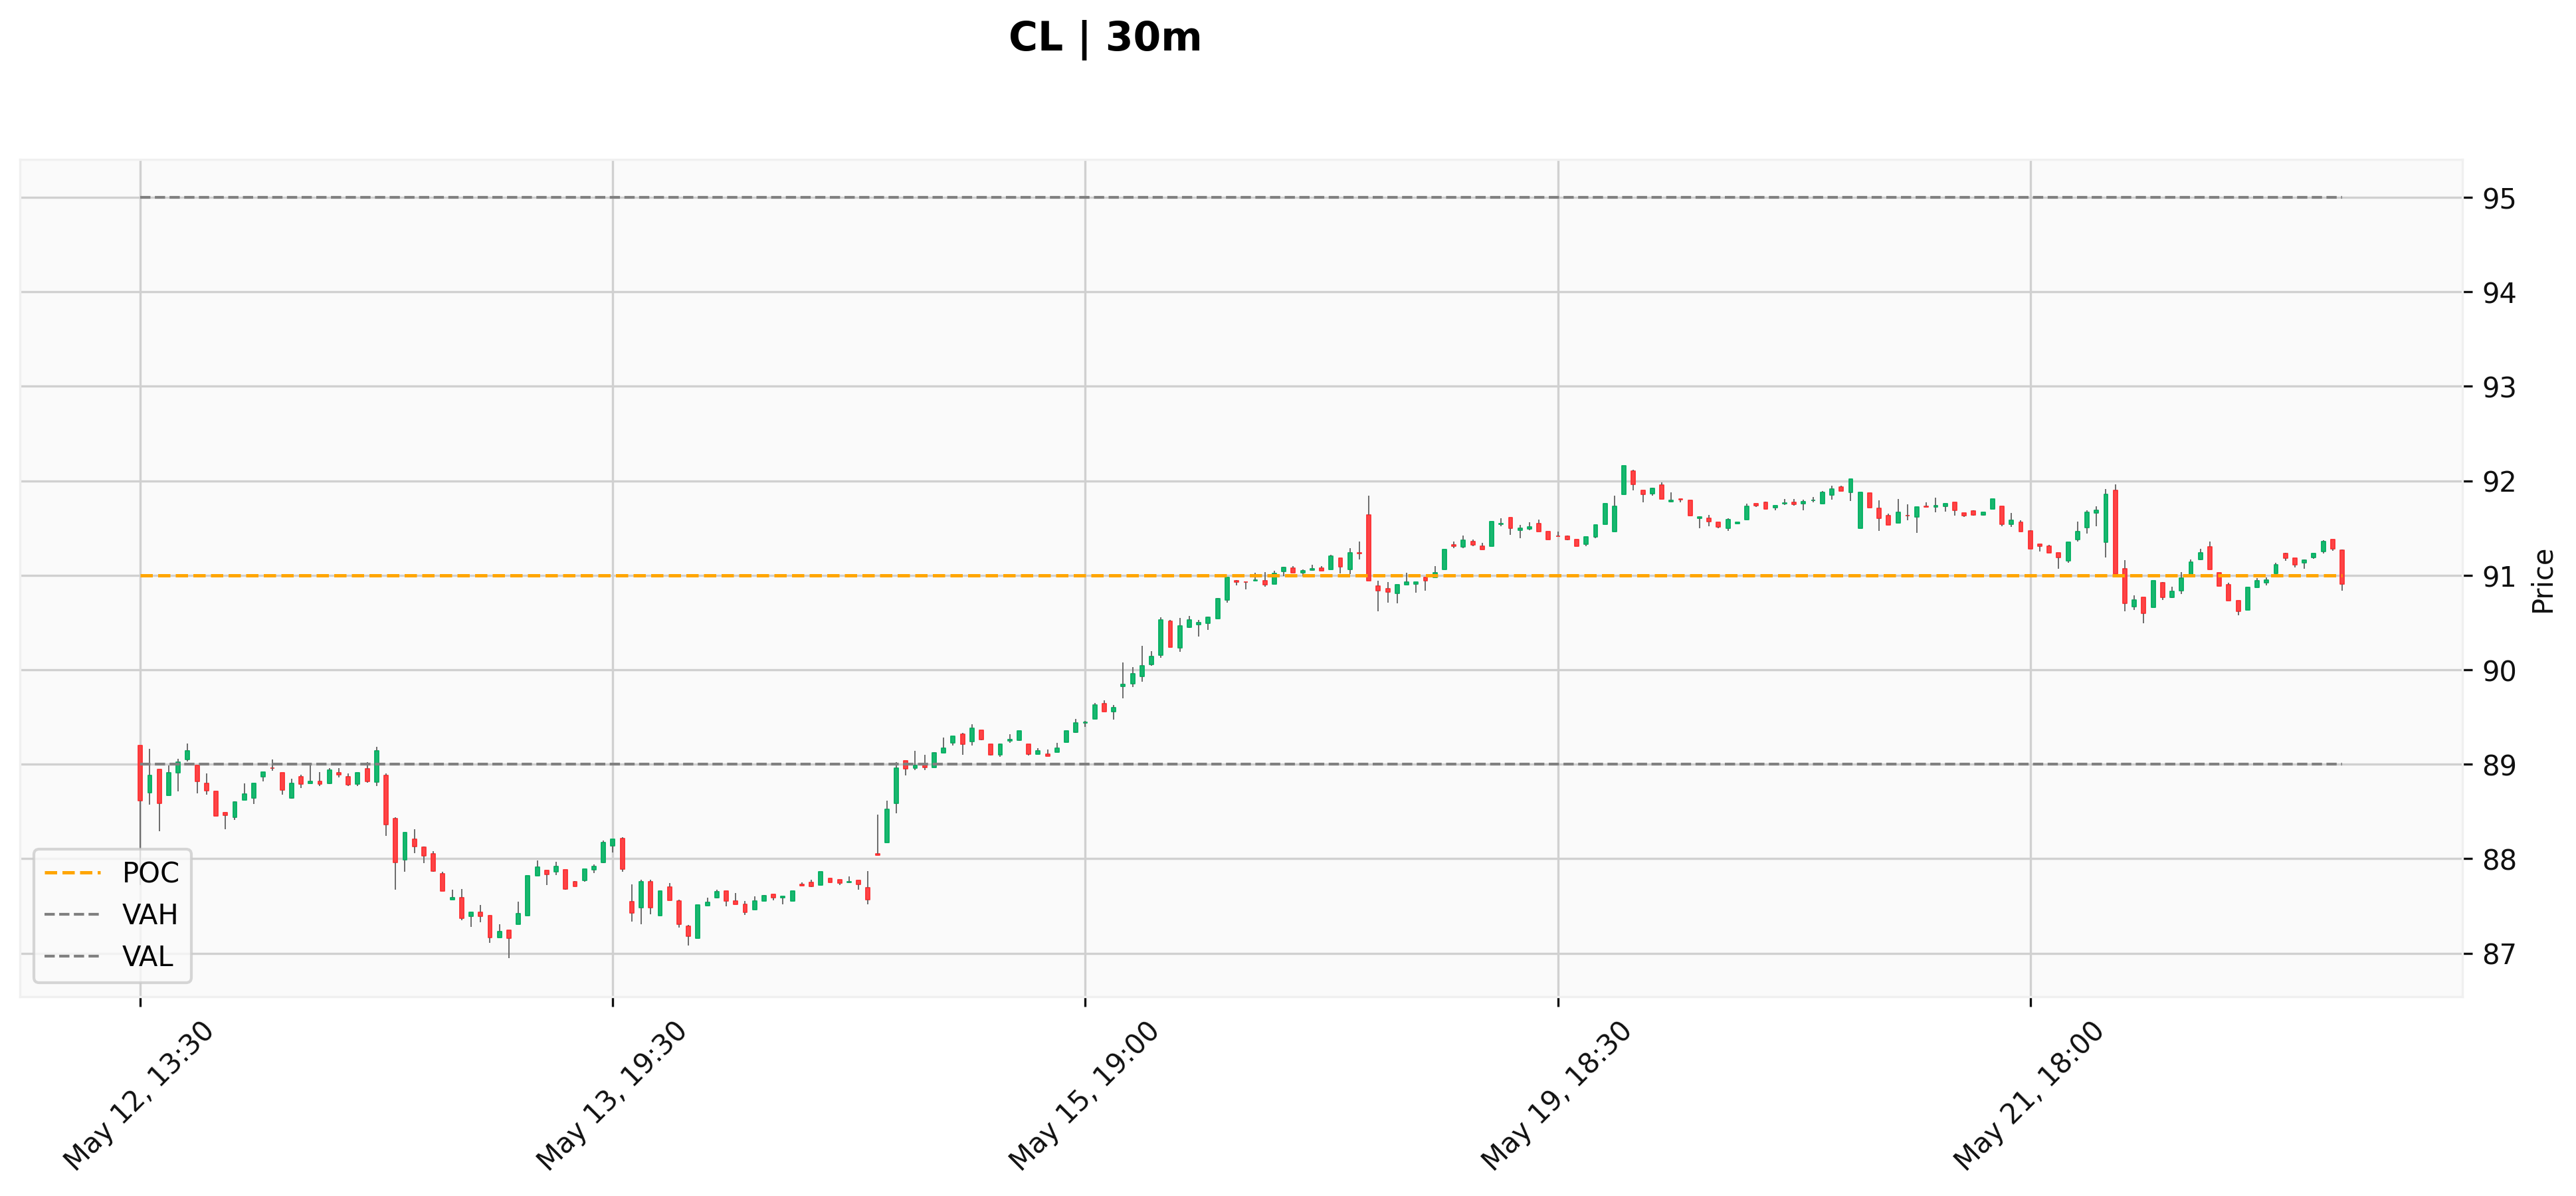 CL | 30m
95
94
93
92
91
90
89
88
87
Price
POC
VAH
VAL
May 12, 13:30
May 13, 19:30
May 15, 19:00
May 19, 18:30
May 21, 18:00